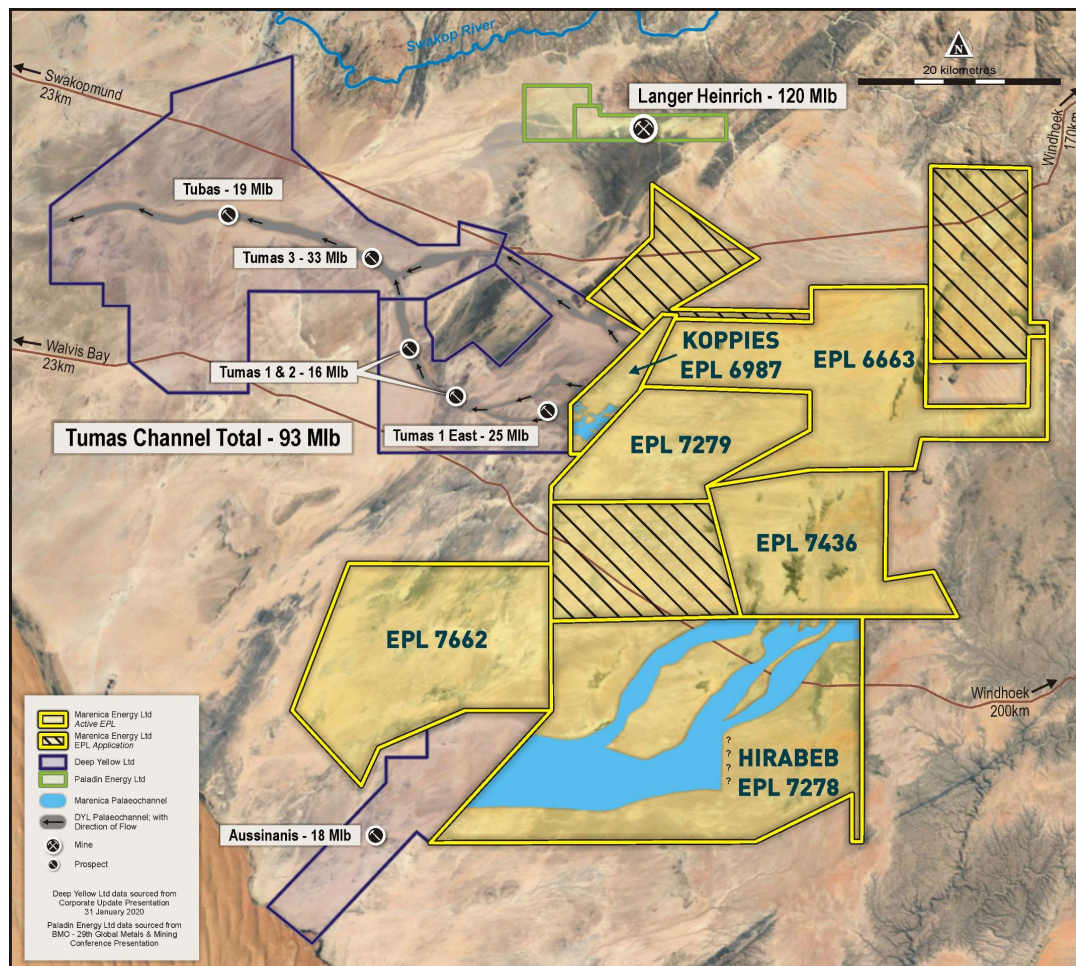 Swakop River
N
20 kilometres
Swakopmund
23km
Langer Heinrich - 120 Mlb
Windhoek
170km
Tubas - 19 Mlb
Tumas 3 - 33 Mlb
Walvis Bay
23km
Tumas 1 & 2 - 16 Mlb
KOPPIES
EPL 6987
EPL 6663
Tumas Channel Total - 93 Mlb
Tumas 1 East - 25 Mlb
EPL 7279
EPL 7436
EPL 7662
Windhoek
200km
?
?
?
?
HIRABEB
EPL 7278
Aussinanis - 18 Mlb
Marenica Energy Ltd
Active EPL
Marenica Energy Ltd
EPL Application
Deep Yellow Ltd
Paladin Energy Ltd
Marenica Palaeochannel
DYL Palaeochannel; with
Direction of Flow
Mine
Prospect
Deep Yellow Ltd data sourced from
Corporate Update Presentation
31 January 2020
Paladin Energy Ltd data sourced from
BMO - 29th Global Metals & Mining
Conference Presentation